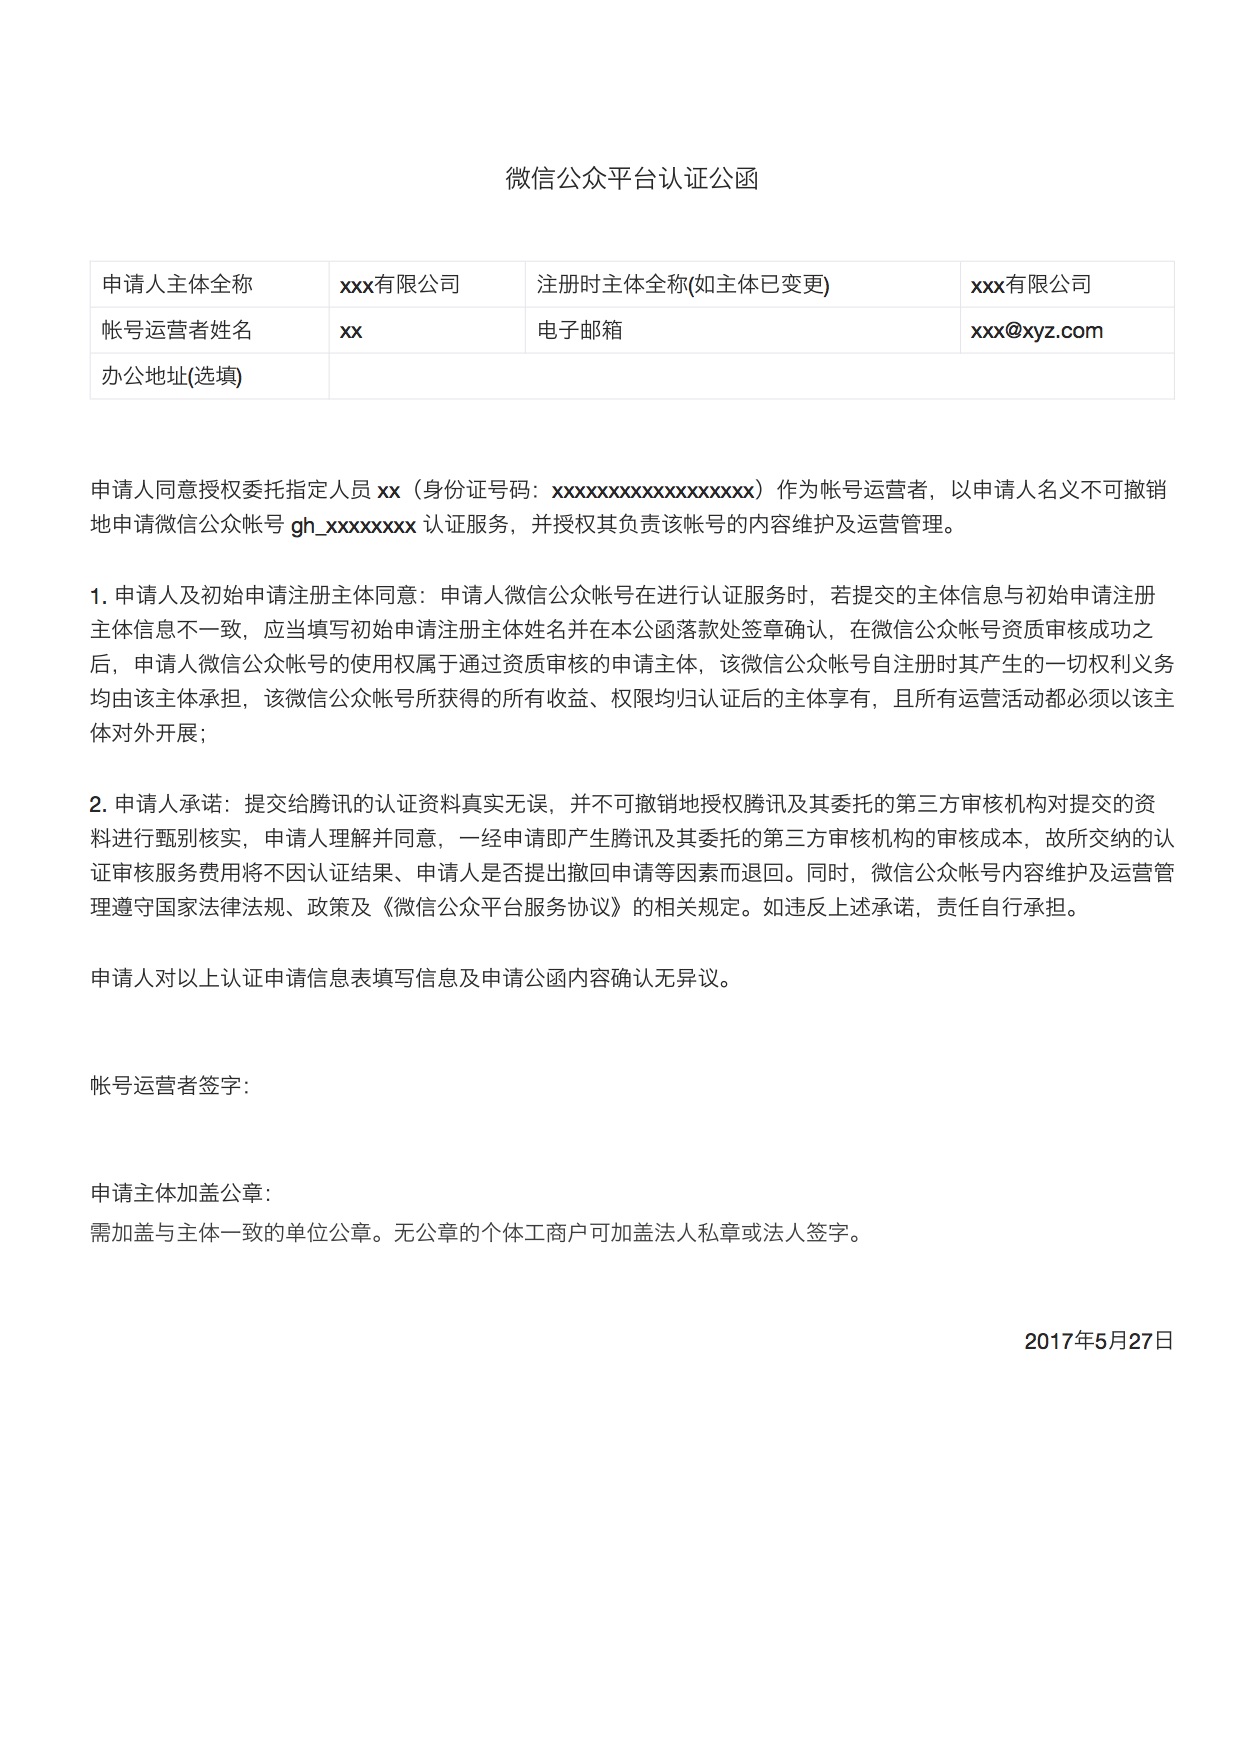 微信公众平台认证公函
申请人主体全称 xxx有限公司 注册时主体全称(如主体已变更) xxx有限公司
帐号运营者姓名 xx 电子邮箱 xxx@xyz.com
办公地址(选填)
申请人同意授权委托指定人员 xx（身份证号码：xxxxxxxxxxxxxxxxxx）作为帐号运营者，以申请人名义不可撤销
地申请微信公众帐号 gh_xxxxxxxx 认证服务，并授权其负责该帐号的内容维护及运营管理。
1. 申请人及初始申请注册主体同意：申请人微信公众帐号在进行认证服务时，若提交的主体信息与初始申请注册
主体信息不一致，应当填写初始申请注册主体姓名并在本公函落款处签章确认，在微信公众帐号资质审核成功之
后，申请人微信公众帐号的使用权属于通过资质审核的申请主体，该微信公众帐号自注册时其产生的一切权利义务
均由该主体承担，该微信公众帐号所获得的所有收益、权限均归认证后的主体享有，且所有运营活动都必须以该主
体对外开展；
2. 申请人承诺：提交给腾讯的认证资料真实无误，并不可撤销地授权腾讯及其委托的第三方审核机构对提交的资
料进行甄别核实，申请人理解并同意，一经申请即产生腾讯及其委托的第三方审核机构的审核成本，故所交纳的认
证审核服务费用将不因认证结果、申请人是否提出撤回申请等因素而退回。同时，微信公众帐号内容维护及运营管
理遵守国家法律法规、政策及《微信公众平台服务协议》的相关规定。如违反上述承诺，责任自行承担。
申请人对以上认证申请信息表填写信息及申请公函内容确认无异议。
帐号运营者签字：
申请主体加盖公章：
需加盖与主体一致的单位公章。无公章的个体工商户可加盖法人私章或法人签字。
2017年5月27日